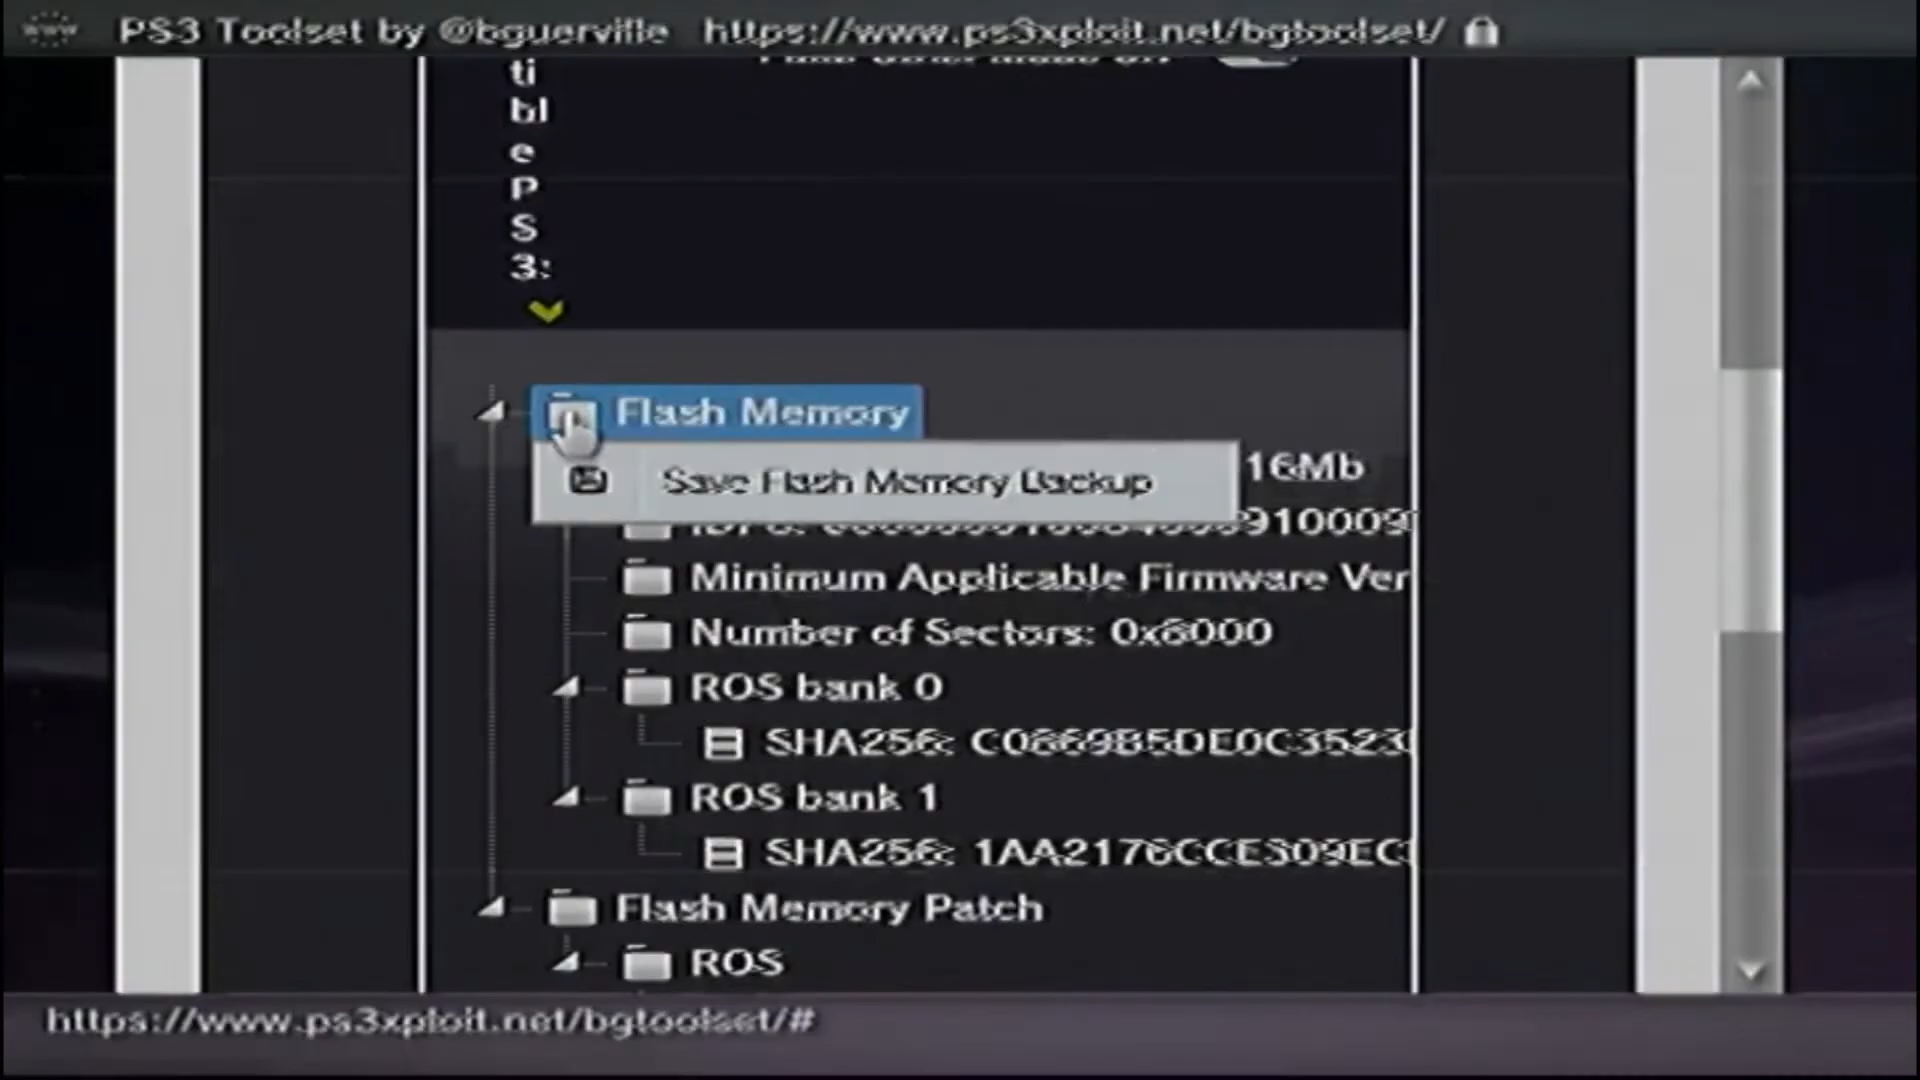 www PS3 Toolset by @bguerville https://www.ps3xploit.net/bgtoolset/
ti
bl
e
P
S
3:
Flash Memory
Save Flash Memory Backup
16Mb
Minimum Applicable Firmware Ver
Number of Sectors: 0x8000
ROS bank 0
SHA256: C0869B5DE0C3523
ROS bank 1
SHA256: 1AA2176CCE309EC
Flash Memory Patch
ROS
https://www.ps3xploit.net/bgtoolset/#